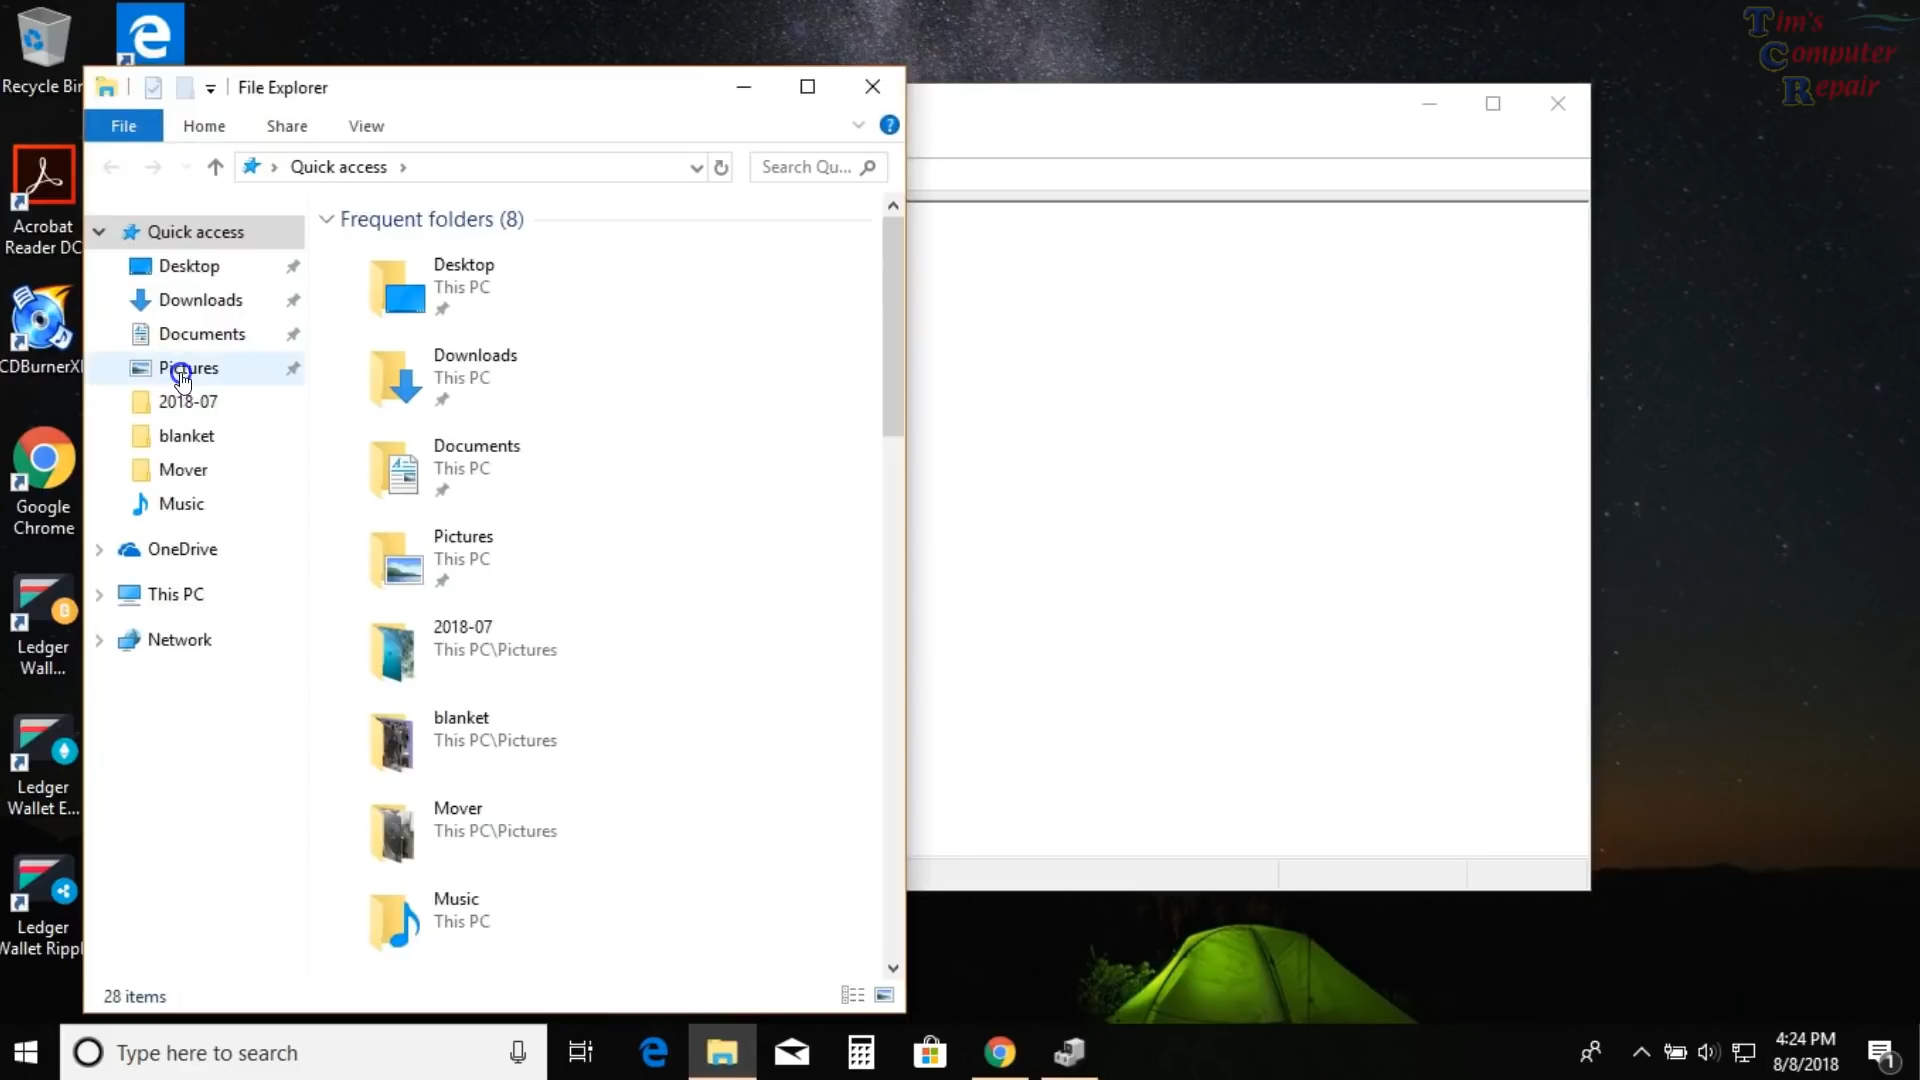 Tim's
Computer
Repair
Recycle Bin
File Explorer
File
Home
Share
View
Quick access
Search Qu...
Acrobat
Reader DC
CDBurnerX
Google
Chrome
Ledger
Wall...
Ledger
Wallet E...
Ledger
Wallet Rippl
Quick access
Desktop
Downloads
Documents
Pictures
2018-07
blanket
Mover
Music
OneDrive
This PC
Network
Frequent folders (8)
Desktop
This PC
Downloads
This PC
Documents
This PC
Pictures
This PC
2018-07
This PC\Pictures
blanket
This PC\Pictures
Mover
This PC\Pictures
Music
This PC
28 items
Type here to search
4:24 PM
8/8/2018
1